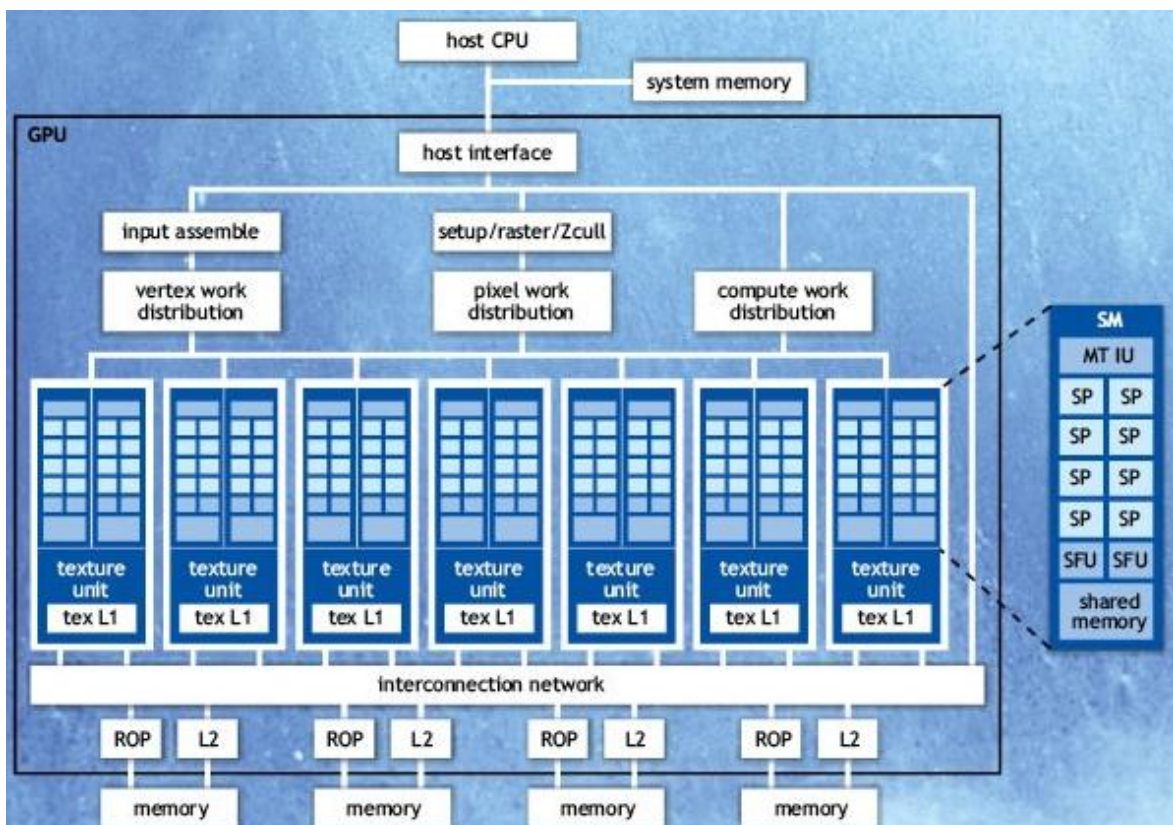 host CPU
system memory
GPU
host interface
input assemble
setup/raster/Zcull
vertex work
distribution
pixel work
distribution
compute work
distribution
SM
MT IU
SP SP
SP SP
SP SP
SP SP
SFU SFU
shared
memory
texture
unit
tex L1
texture
unit
tex L1
texture
unit
tex L1
texture
unit
tex L1
texture
unit
tex L1
texture
unit
tex L1
texture
unit
tex L1
interconnection network
ROP L2 ROP L2 ROP L2 ROP L2
memory memory memory memory